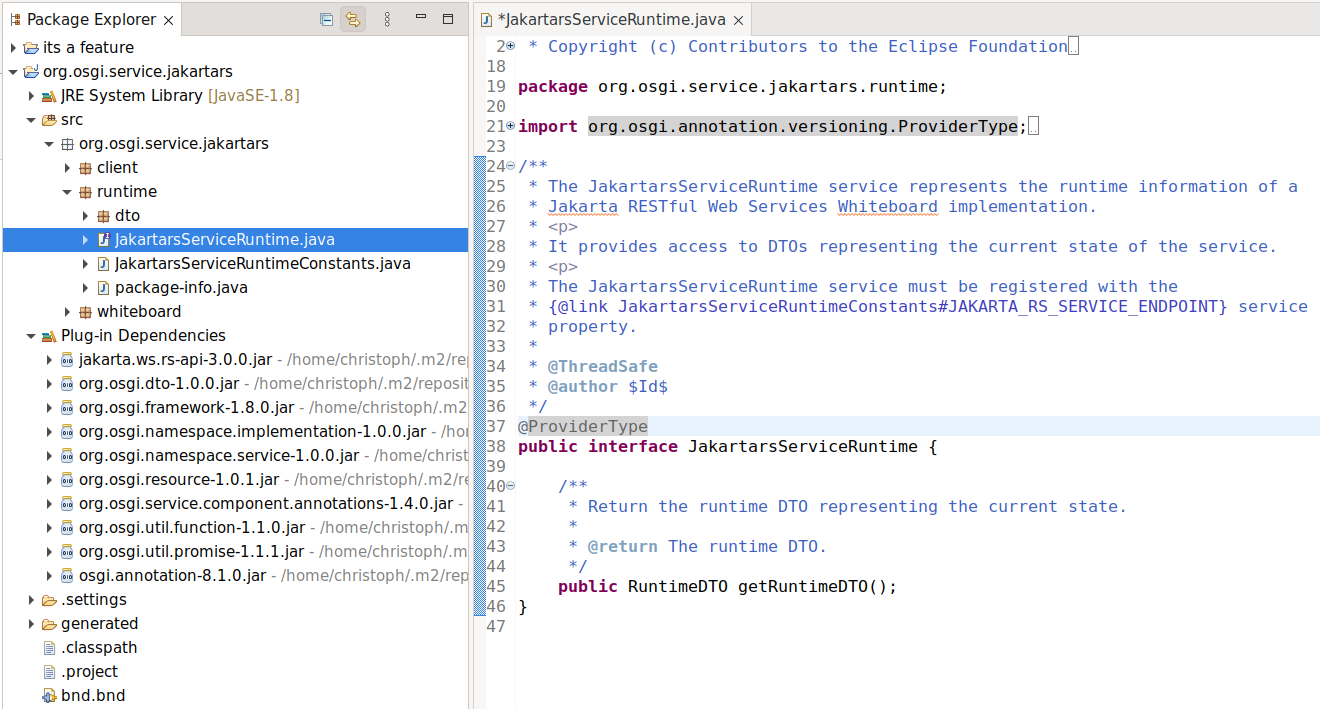 Package Explorer
its a feature
org.osgi.service.jakartars
JRE System Library [JavaSE-1.8]
src
org.osgi.service.jakartars
client
runtime
dto
JakartarsServiceRuntime.java
JakartarsServiceRuntimeConstants.java
package-info.java
whiteboard
Plug-in Dependencies
jakarta.ws.rs-api-3.0.0.jar - /home/christoph/.m2/re
org.osgi.dto-1.0.0.jar - /home/christoph/.m2/reposit
org.osgi.framework-1.8.0.jar - /home/christoph/.m2
org.osgi.namespace.implementation-1.0.0.jar - /hor
org.osgi.namespace.service-1.0.0.jar - /home/christ
org.osgi.resource-1.0.1.jar - /home/christoph/.m2/re
org.osgi.service.component.annotations-1.4.0.jar -
org.osgi.util.function-1.1.0.jar - /home/christoph/.m
org.osgi.util.promise-1.1.1.jar - /home/christoph/.m
osgi.annotation-8.1.0.jar - /home/christoph/.m2/rep
.settings
generated
.classpath
.project
bnd.bnd
*JakartarsServiceRuntime.java
2 * Copyright (c) Contributors to the Eclipse Foundation..
18
19 package org.osgi.service.jakartars.runtime;
20
21 import org.osgi.annotation.versioning.ProviderType;..
23
24 /**
25 * The JakartarsServiceRuntime service represents the runtime information of a
26 * Jakarta RESTful Web Services Whiteboard implementation.
27 * <p>
28 * It provides access to DTOs representing the current state of the service.
29 * <p>
30 * The JakartarsServiceRuntime service must be registered with the
31 * {@link JakartarsServiceRuntimeConstants#JAKARTA_RS_SERVICE_ENDPOINT} service
32 * property.
33 *
34 * @ThreadSafe
35 * @author $Id$
36 */
37 @ProviderType
38 public interface JakartarsServiceRuntime {
39
40 /**
41 * Return the runtime DTO representing the current state.
42 *
43 * @return The runtime DTO.
44 */
45 public RuntimeDTO getRuntimeDTO();
46 }
47